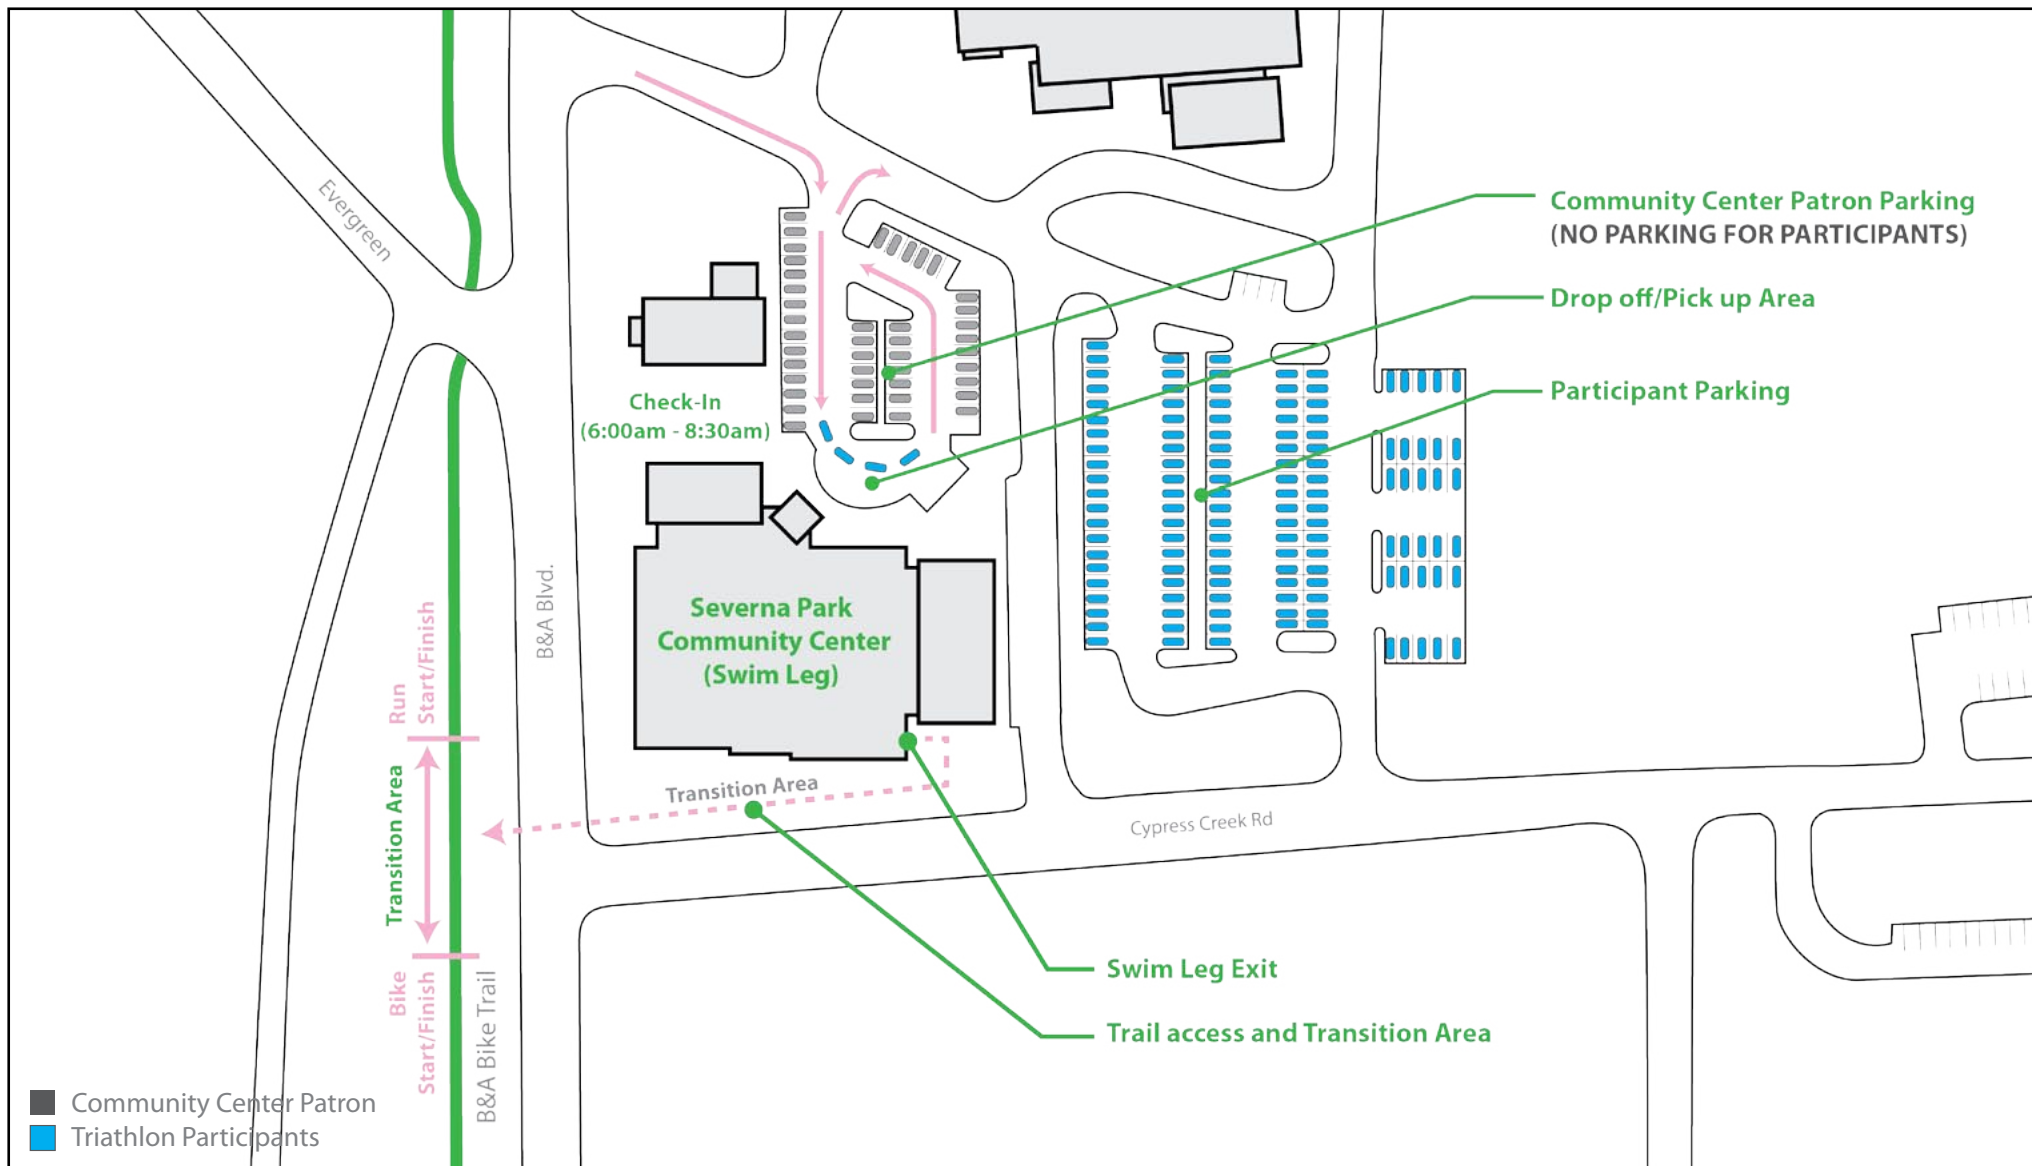 Evergreen
Community Center Patron Parking
(NO PARKING FOR PARTICIPANTS)
Drop off/Pick up Area
Participant Parking
Check-In
(6:00am - 8:30am)
B&A Blvd.
Severna Park
Community Center
(Swim Leg)
Run
Start/Finish
Transition Area
Transition Area
Cypress Creek Rd
Bike
Start/Finish
B&A Bike Trail
Swim Leg Exit
Trail access and Transition Area
Community Center Patron
Triathlon Participants